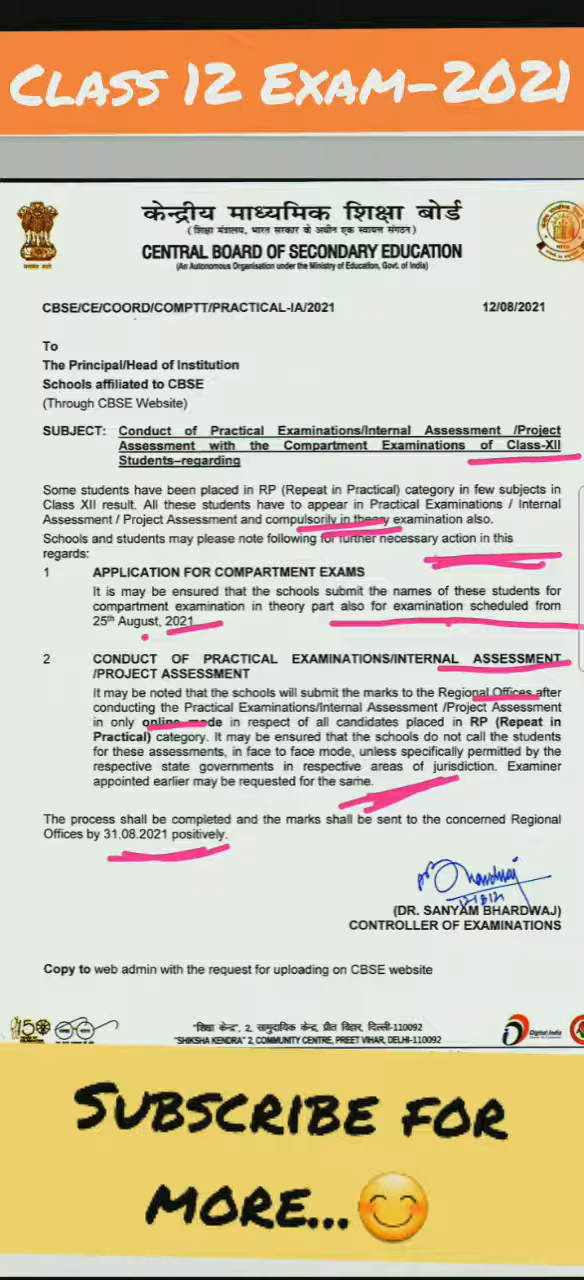 CLASS 12 EXAM-2021
केन्द्रीय माध्यमिक शिक्षा बोर्ड
(शिक्षा मंत्रालय, भारत सरकार के अधीन एक स्वायत्त संगठन)
CENTRAL BOARD OF SECONDARY EDUCATION
(An Autonomous Organisation under the Ministry of Education, Govt. of India)
CBSE/CE/COORD/COMPTT/PRACTICAL-IA/2021 12/08/2021
To
The Principal/Head of Institution
Schools affiliated to CBSE
(Through CBSE Website)
SUBJECT: Conduct of Practical Examinations/Internal Assessment /Project
Assessment with the Compartment Examinations of Class-XII
Students–regarding
Some students have been placed in RP (Repeat in Practical) category in few subjects in
Class XII result. All these students have to appear in Practical Examinations / Internal
Assessment / Project Assessment and compulsorily in theory examination also.
Schools and students may please note following for further necessary action in this
regards:
1 APPLICATION FOR COMPARTMENT EXAMS
It is may be ensured that the schools submit the names of these students for
compartment examination in theory part also for examination scheduled from
25th August, 2021
2 CONDUCT OF PRACTICAL EXAMINATIONS/INTERNAL ASSESSMENT
/PROJECT ASSESSMENT
It may be noted that the schools will submit the marks to the Regional Offices after
conducting the Practical Examinations/Internal Assessment /Project Assessment
in only online mode in respect of all candidates placed in RP (Repeat in
Practical) category. It may be ensured that the schools do not call the students
for these assessments, in face to face mode, unless specifically permitted by the
respective state governments in respective areas of jurisdiction. Examiner
appointed earlier may be requested for the same.
The process shall be completed and the marks shall be sent to the concerned Regional
Offices by 31.08.2021 positively.
12/8/21
(DR. SANYAM BHARDWAJ)
CONTROLLER OF EXAMINATIONS
Copy to web admin with the request for uploading on CBSE website
"शिक्षा केन्द्र", 2, सामुदायिक केन्द्र, प्रीत विहार, दिल्ली-110092
"SHIKSHA KENDRA" 2, COMMUNITY CENTRE, PREET VIHAR, DELHI-110092
Digital India
SUBSCRIBE FOR
MORE...